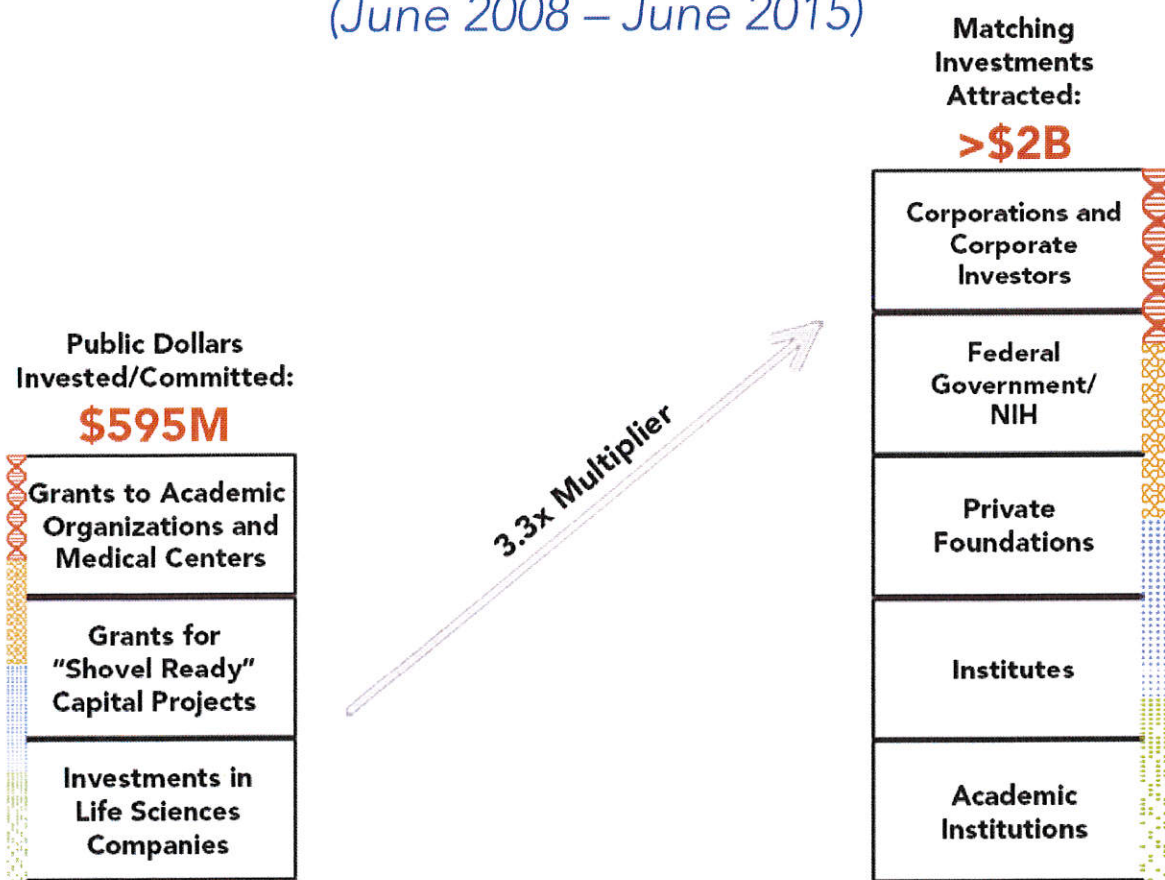 (June 2008 – June 2015)
Matching
Investments
Attracted:
>$2B
Corporations and
Corporate
Investors
Federal
Government/
NIH
Private
Foundations
Institutes
Academic
Institutions
Public Dollars
Invested/Committed:
$595M
Grants to Academic
Organizations and
Medical Centers
Grants for
"Shovel Ready"
Capital Projects
Investments in
Life Sciences
Companies
3.3x Multiplier